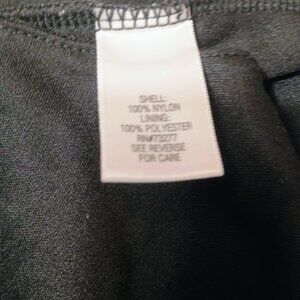 SHELL:
100% NYLON
LINING:
100% POLYESTER
RN#73277
SEE REVERSE
FOR CARE